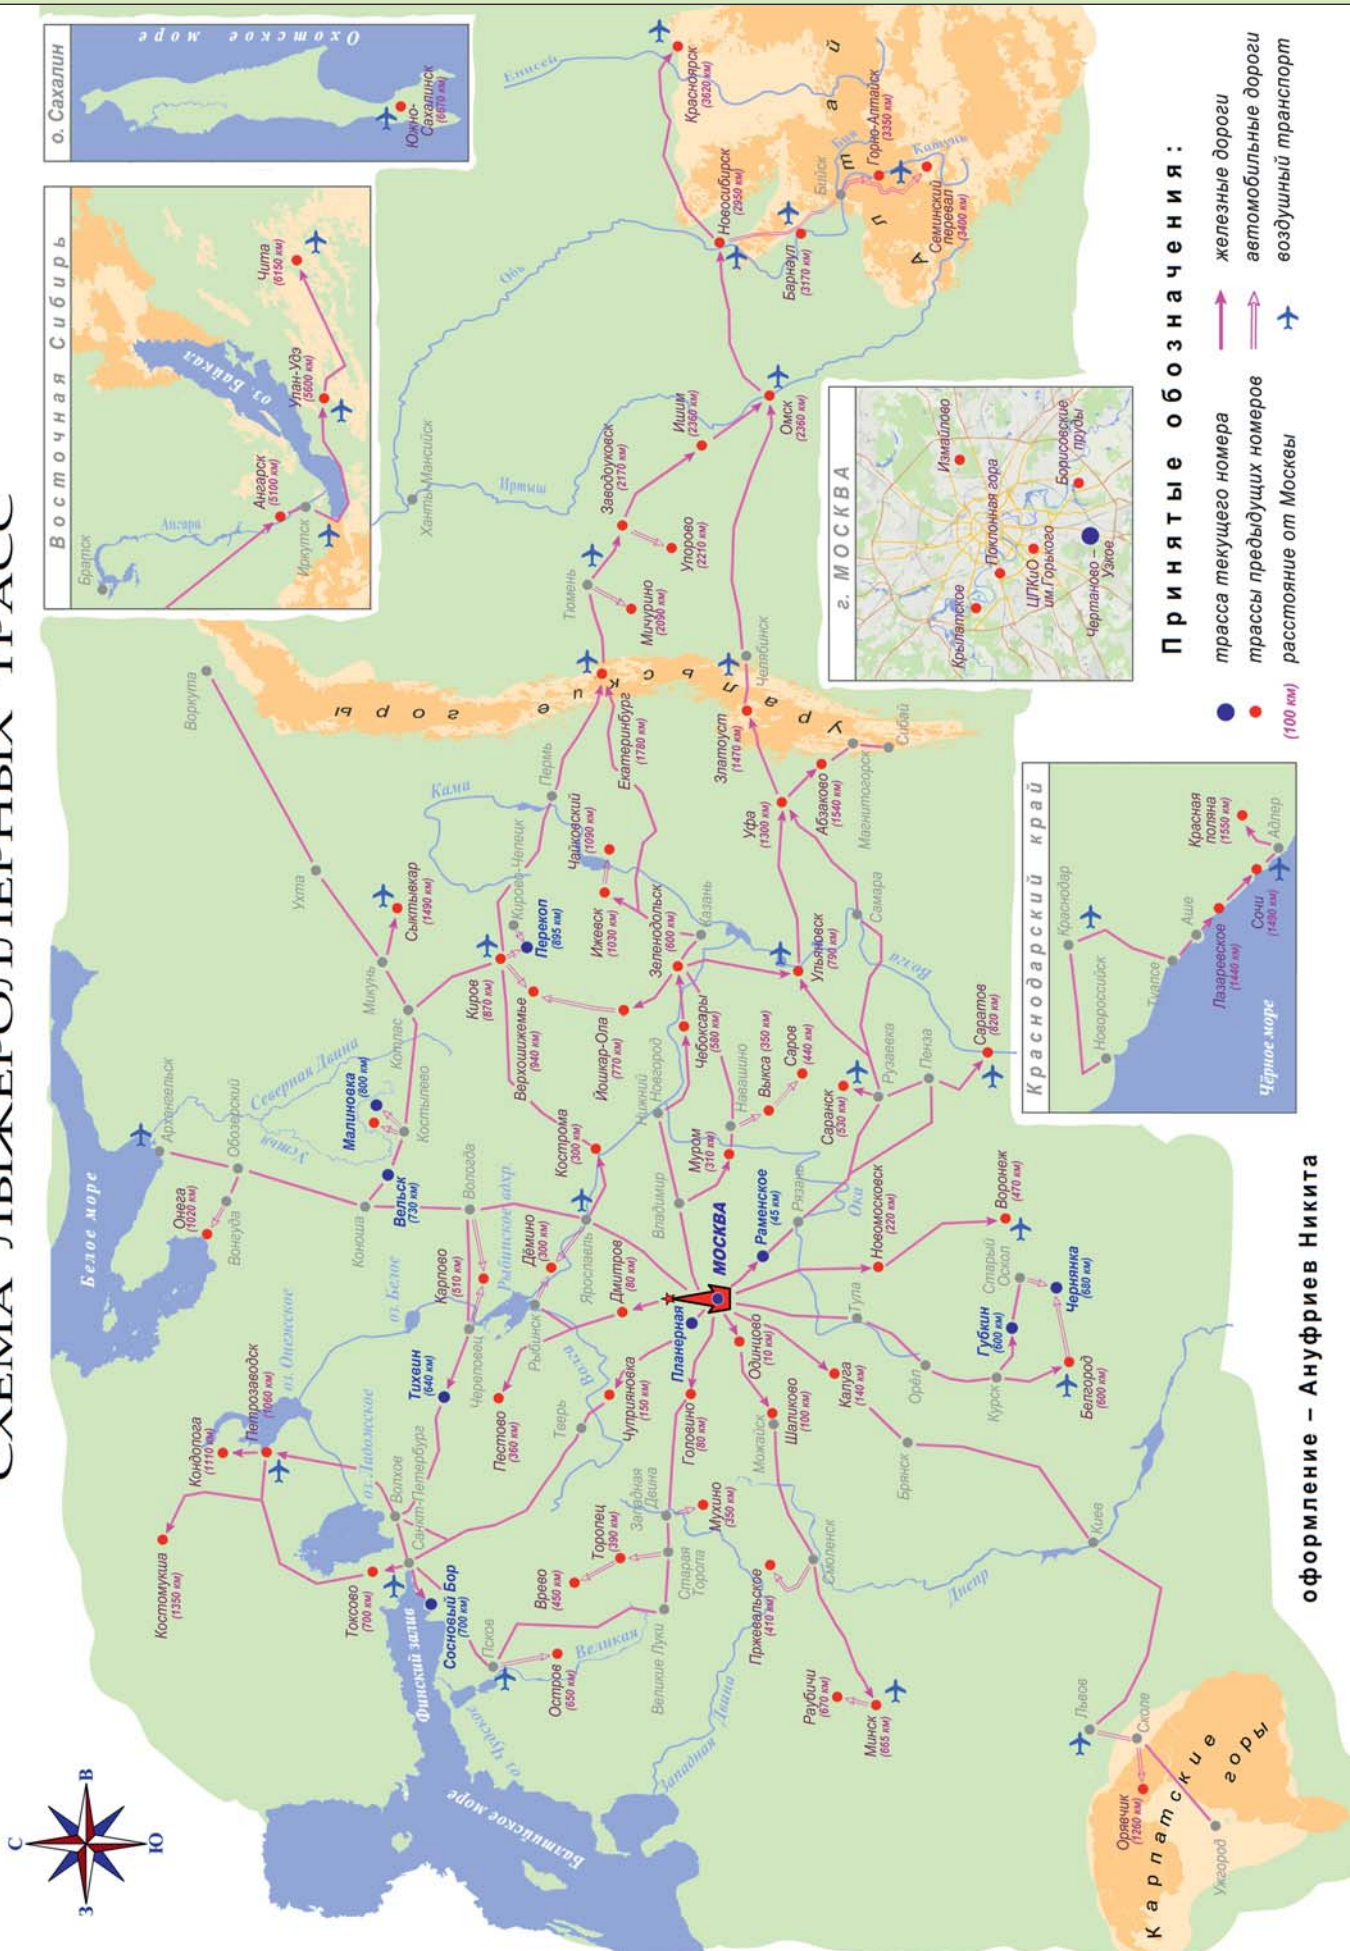 СХЕМА ЛЫЖЕРОЛЛЕРНЫХ ТРАСС
С
З
В
Ю
Белое море
Финский залив
Балтийское море
оз. Чудское
оз. Ладожское
оз. Онежское
оз. Белое
Рыбинское вдхр.
Северная Двина
Устья
Западная
Двина
Великая
Днепр
Волга
Ока
Волга
Кама
Иртыш
Обь
Енисей
Бия
Катунь
Уральские горы
Алтай
Карпатские
горы
Костомукша
(1350 км)
Кондопога
(1110 км)
Петрозаводск
(1060 км)
Онега
(1020 км)
Вонгуда
Обозерский
Архангельск
Токсово
(700 км)
Санкт-Петербург
Волхов
Сосновый Бор
(700 км)
Тихвин
(640 км)
Череповец
Карпово
(510 км)
Вологда
Коноша
Вельск
(730 км)
Малиновка
(800 км)
Костылево
Котлас
Микунь
Сыктывкар
(1490 км)
Ухта
Воркута
Псков
Остров
(650 км)
Врево
(450 км)
Торопец
(390 км)
Великие Луки
Старая
Торопа
Западная
Двина
Мухино
(350 км)
Пестово
(360 км)
Тверь
Чуприяновка
(150 км)
Рыбинск
Дёмино
(300 км)
Ярославль
Кострома
(300 км)
Дмитров
(80 км)
Планерная
МОСКВА
Головино
(80 км)
Одинцово
(10 км)
Можайск
Шаликово
(100 км)
Пржевальское
(410 км)
Смоленск
Раубичи
(670 км)
Минск
(665 км)
Калуга
(140 км)
Брянск
Тула
Орёл
Курск
Губкин
(600 км)
Старый
Оскол
Чернянка
(680 км)
Белгород
(600 км)
Воронеж
(470 км)
Новомосковск
(220 км)
Раменское
(45 км)
Рязань
Владимир
Муром
(310 км)
Навашино
Выкса (350 км)
Саров
(440 км)
Саранск
(530 км)
Рузаевка
Пенза
Саратов
(820 км)
Нижний
Новгород
Чебоксары
(580 км)
Йошкар-Ола
(770 км)
Верхошижемье
(940 км)
Киров
(870 км)
Перекоп
(895 км)
Кирово-Чепецк
Зеленодольск
(600 км)
Казань
Ульяновск
(790 км)
Самара
Ижевск
(1030 км)
Чайковский
(1090 км)
Пермь
Екатеринбург
(1780 км)
Уфа
(1300 км)
Абзаково
(1540 км)
Магнитогорск
Сибай
Златоуст
(1470 км)
Челябинск
Тюмень
Мичурино
(2090 км)
Упорово
(2210 км)
Заводоуковск
(2170 км)
Ишим
(2360 км)
Омск
(2360 км)
Ханты-Мансийск
Новосибирск
(2950 км)
Красноярск
(3620 км)
Барнаул
(3170 км)
Бийск
Горно-Алтайск
(3350 км)
Семинский
перевал
(3400 км)
Киев
Львов
Сколе
Орявчик
(1260 км)
Ужгород
Восточная Сибирь
Братск
Ангара
Ангарск
(5100 км)
Иркутск
оз. Байкал
Улан-Удэ
(5600 км)
Чита
(6150 км)
о. Сахалин
Охотское море
Южно-
Сахалинск
(6670 км)
г. МОСКВА
Крылатское
Поклонная гора
Измайлово
ЦПКиО
им.Горького
Чертаново –
Узкое
Борисовские
пруды
Краснодарский край
Краснодар
Новороссийск
Туапсе
Аше
Лазаревское
(1440 км)
Сочи
(1490 км)
Красная
поляна
(1550 км)
Адлер
Чёрное море
Принятые обозначения:
трасса текущего номера
трассы предыдущих номеров
(100 км)
расстояние от Москвы
железные дороги
автомобильные дороги
воздушный транспорт
оформление – Ануфриев Никита